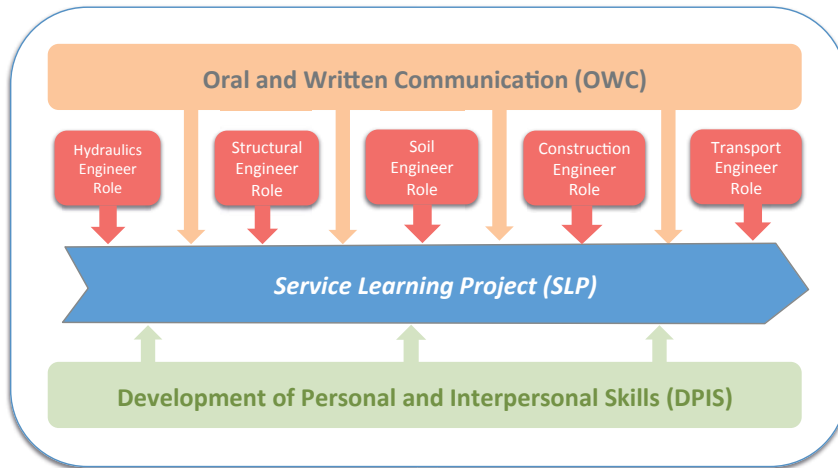 Oral and Written Communication (OWC)
Hydraulics
Engineer
Role
Structural
Engineer
Role
Soil
Engineer
Role
Construction
Engineer
Role
Transport
Engineer
Role
Service Learning Project (SLP)
Development of Personal and Interpersonal Skills (DPIS)